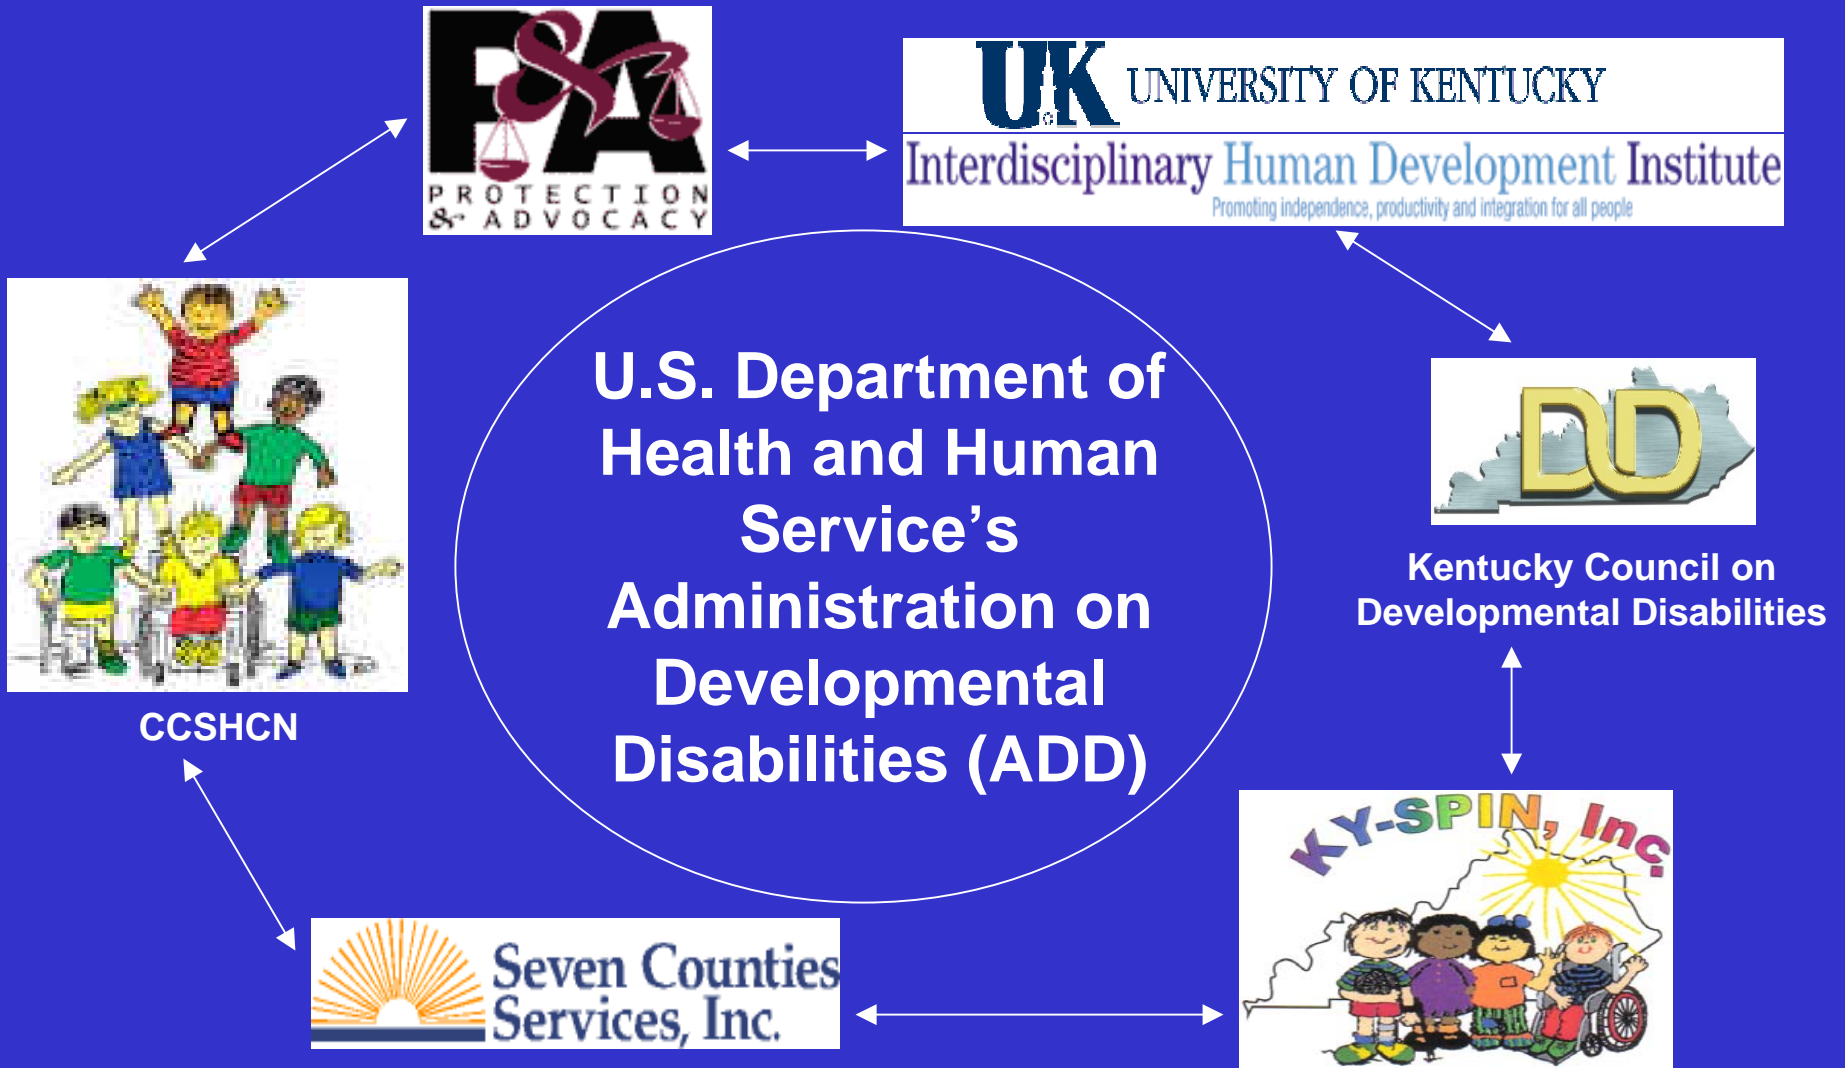 P&A
PROTECTION
& ADVOCACY
UK UNIVERSITY OF KENTUCKY
Interdisciplinary Human Development Institute
Promoting independence, productivity and integration for all people
U.S. Department of
Health and Human
Service’s
Administration on
Developmental
Disabilities (ADD)
DD
Kentucky Council on
Developmental Disabilities
CCSHCN
KY-SPIN, Inc.
Seven Counties
Services, Inc.